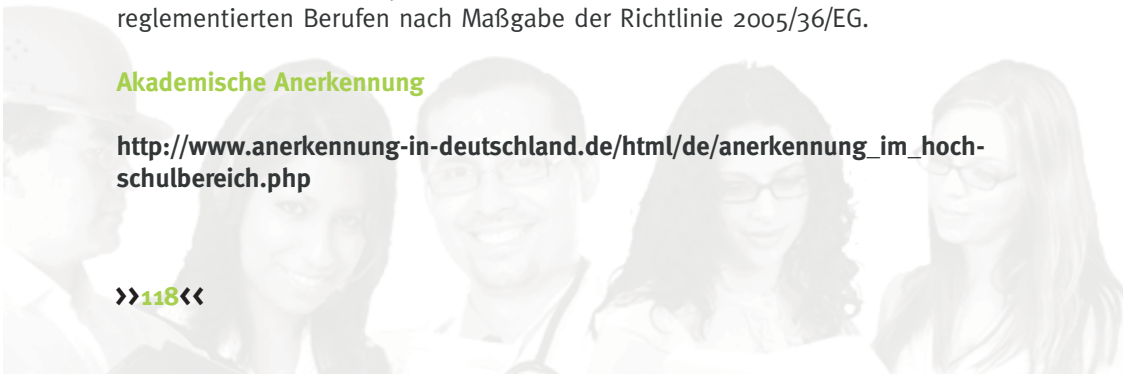 reglementierten Berufen nach Maßgabe der Richtlinie 2005/36/EG.
Akademische Anerkennung
http://www.anerkennung-in-deutschland.de/html/de/anerkennung_im_hoch-
schulbereich.php
››118‹‹